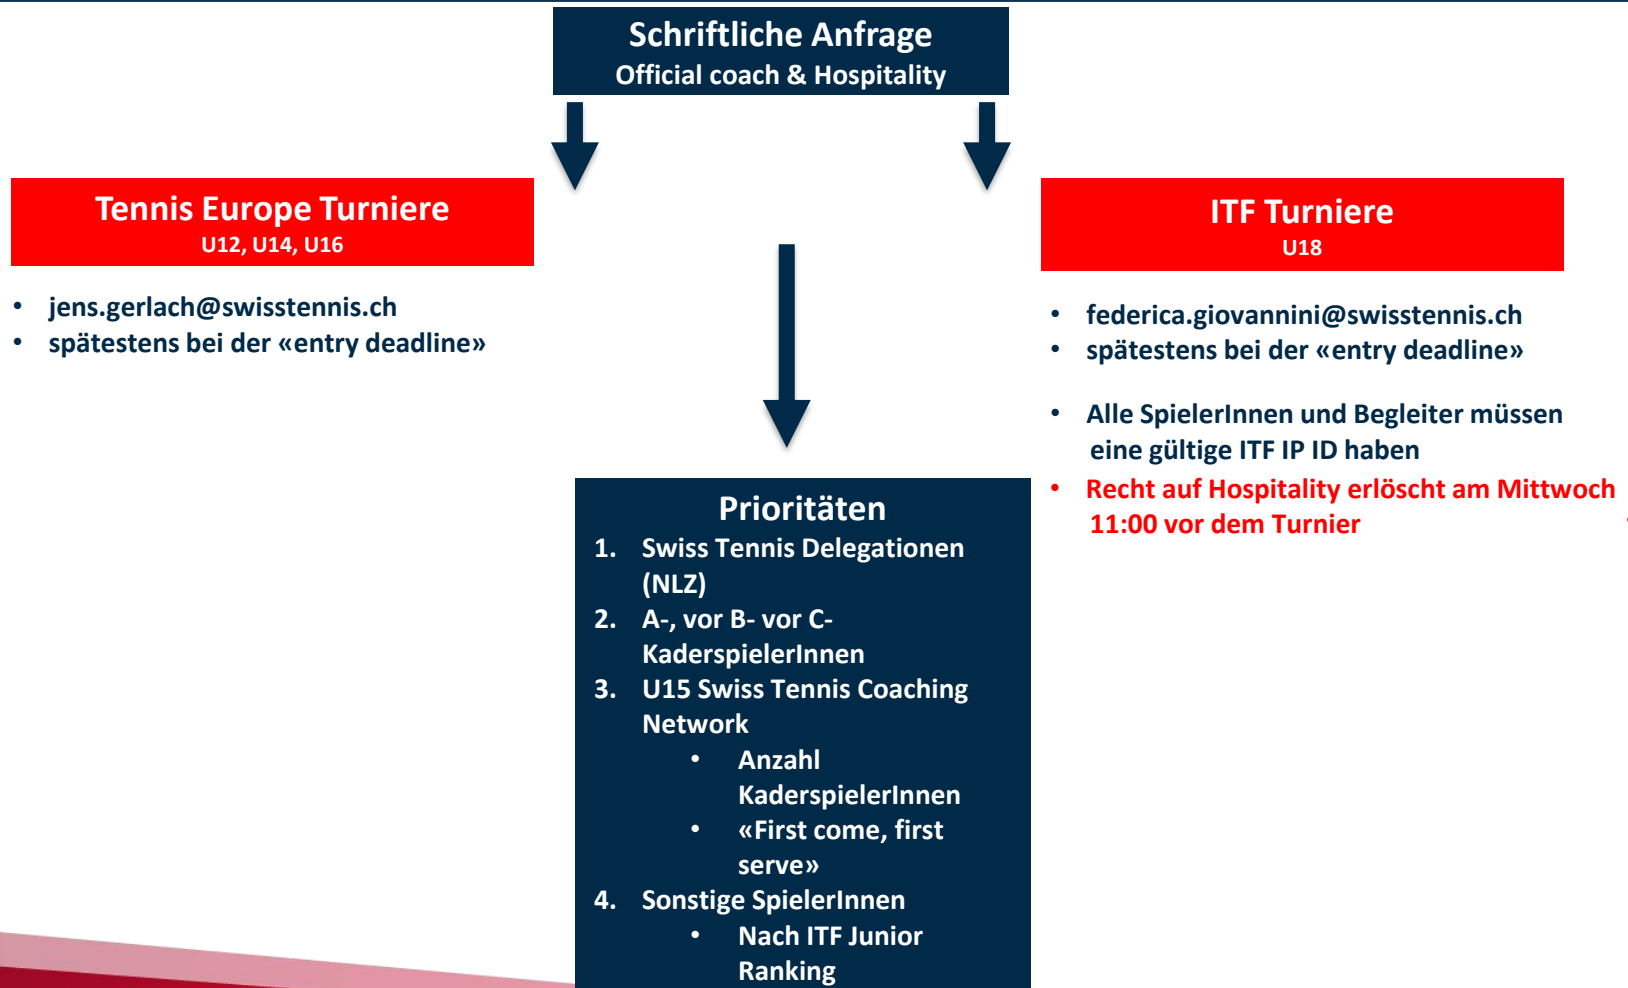 Schriftliche Anfrage
Official coach & Hospitality
Tennis Europe Turniere
U12, U14, U16
• jens.gerlach@swisstennis.ch
• spätestens bei der «entry deadline»
ITF Turniere
U18
• federica.giovannini@swisstennis.ch
• spätestens bei der «entry deadline»
• Alle SpielerInnen und Begleiter müssen
eine gültige ITF IP ID haben
• Recht auf Hospitality erlöscht am Mittwoch
11:00 vor dem Turnier
Prioritäten
1. Swiss Tennis Delegationen
(NLZ)
2. A-, vor B- vor C-
KaderspielerInnen
3. U15 Swiss Tennis Coaching
Network
• Anzahl
KaderspielerInnen
• «First come, first
serve»
4. Sonstige SpielerInnen
• Nach ITF Junior
Ranking